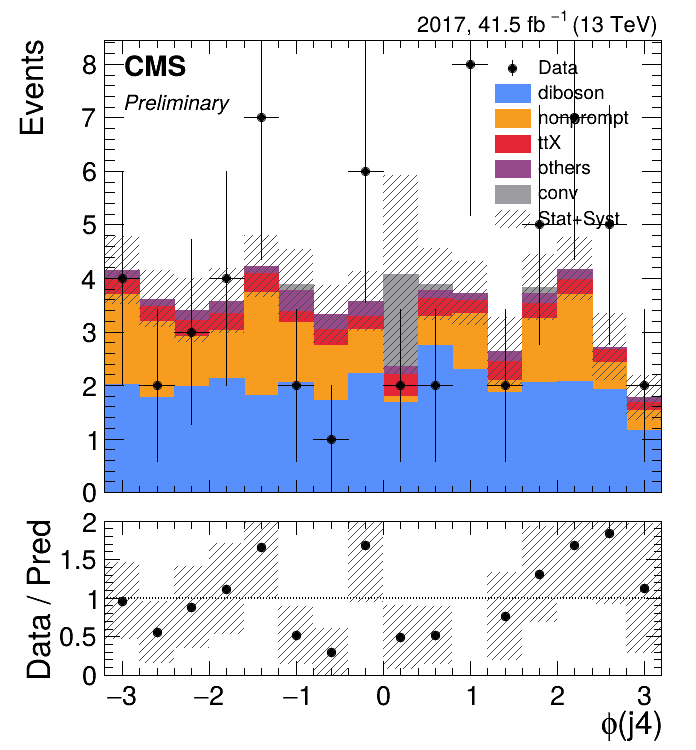 2017, 41.5 fb⁻¹ (13 TeV)
Events
CMS
Preliminary
Data
diboson
nonprompt
ttX
others
conv
Stat+Syst
8
7
6
5
4
3
2
1
0
Data / Pred
2
1.5
1
0.5
0
−3 −2 −1 0 1 2 3
ϕ(j4)